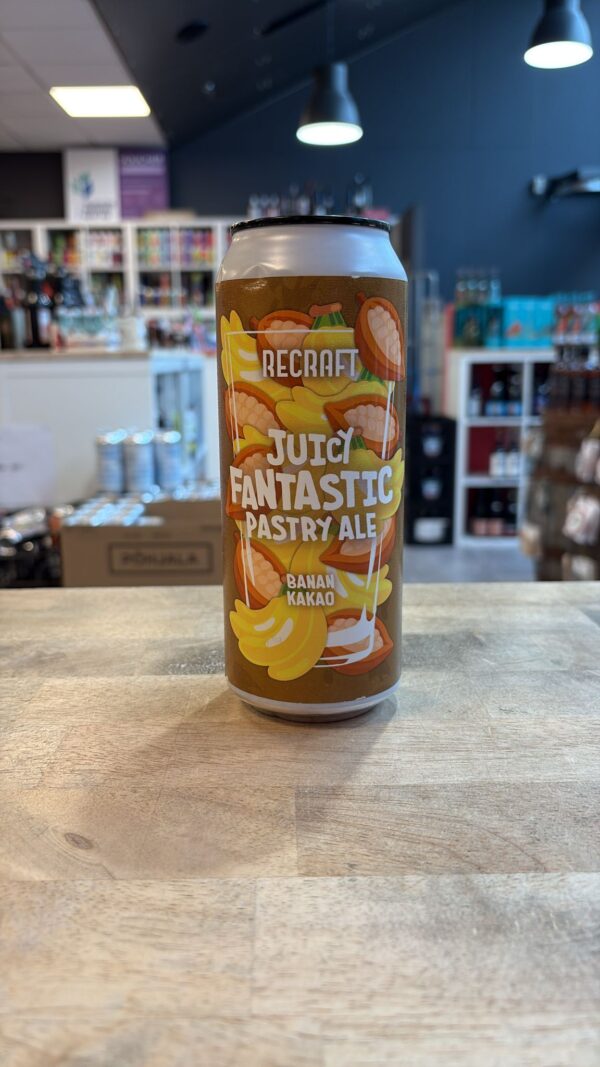 RECRAFT
JUICY
FANTASTIC
PASTRY ALE
BANAN
KAKAO
PÕHJALA